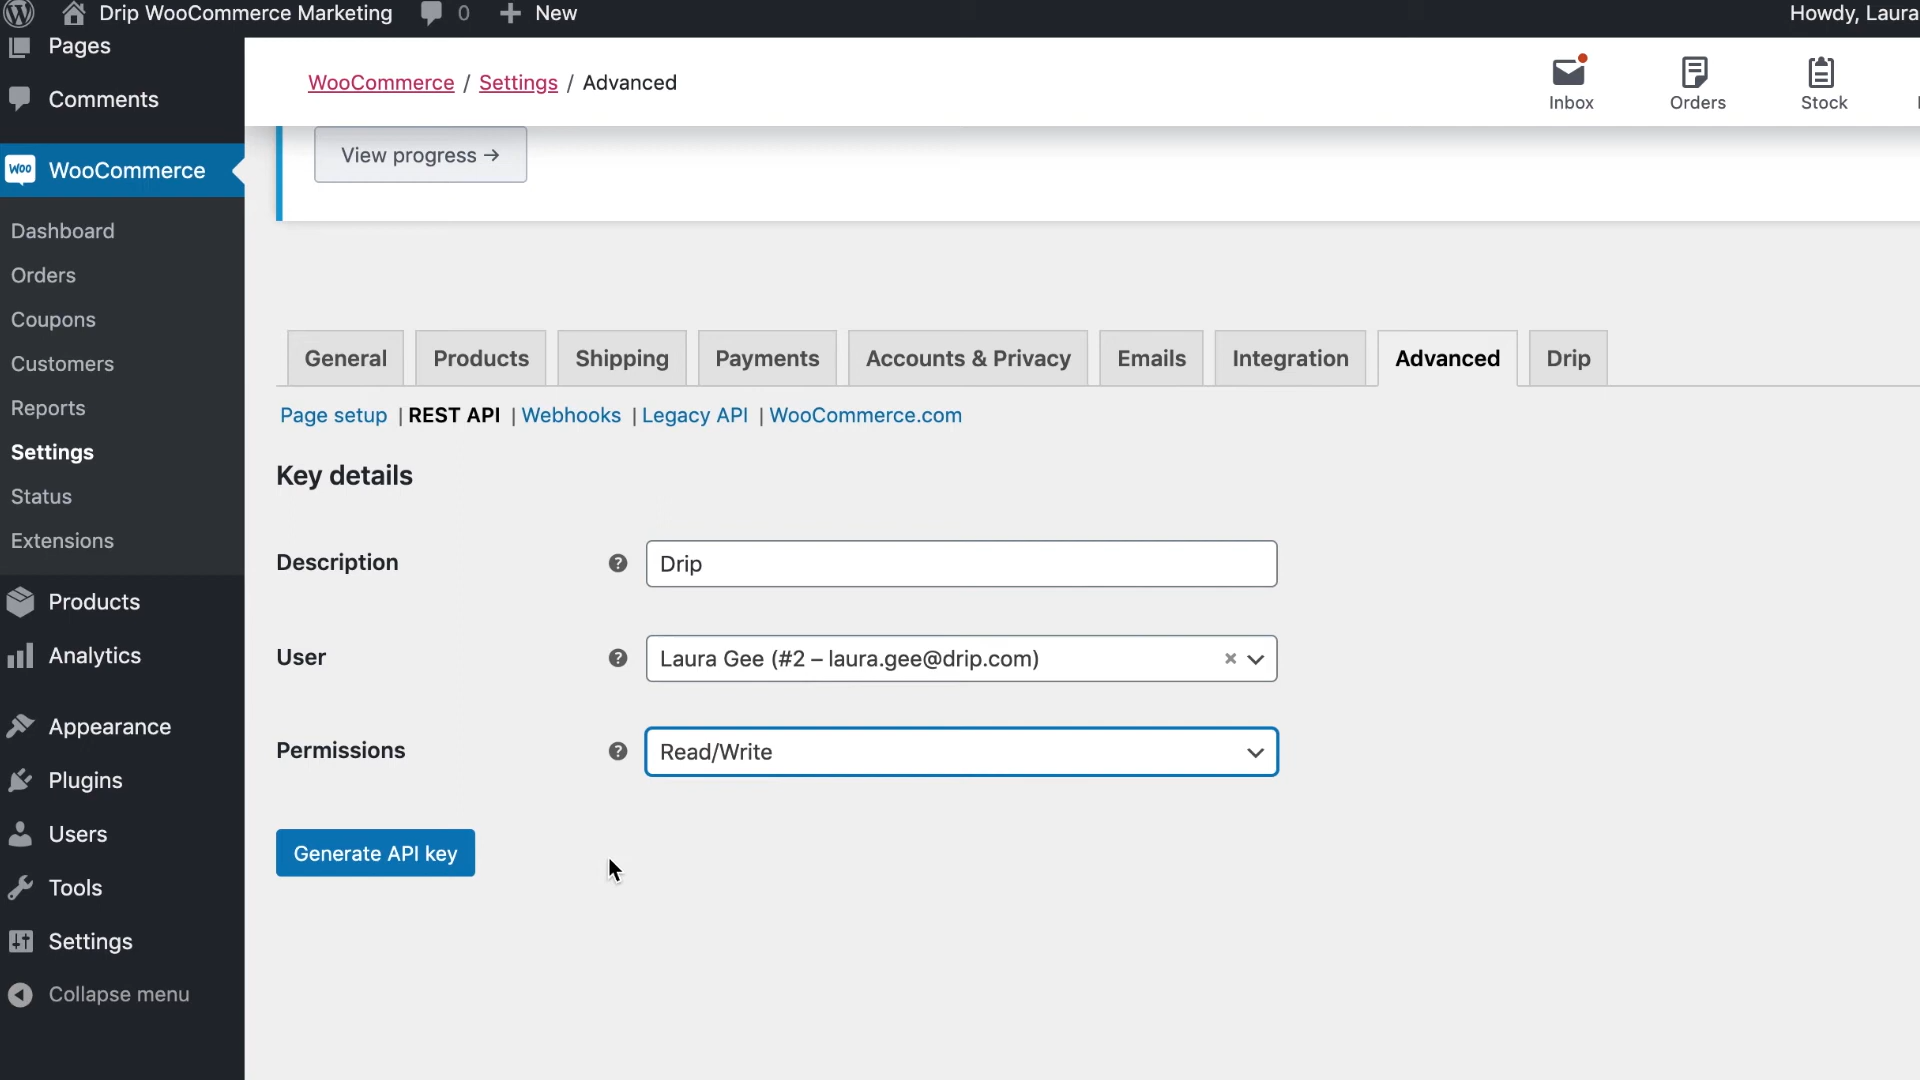 Drip WooCommerce Marketing 0 New Howdy, Laura
Pages
Comments
Woo WooCommerce
Dashboard
Orders
Coupons
Customers
Reports
Settings
Status
Extensions
Products
Analytics
Appearance
Plugins
Users
Tools
Settings
Collapse menu
WooCommerce / Settings / Advanced
Inbox Orders Stock
View progress →
General Products Shipping Payments Accounts & Privacy Emails Integration Advanced Drip
Page setup | REST API | Webhooks | Legacy API | WooCommerce.com
Key details
Description ? Drip
User ? Laura Gee (#2 – laura.gee@drip.com) ×
Permissions ? Read/Write
Generate API key